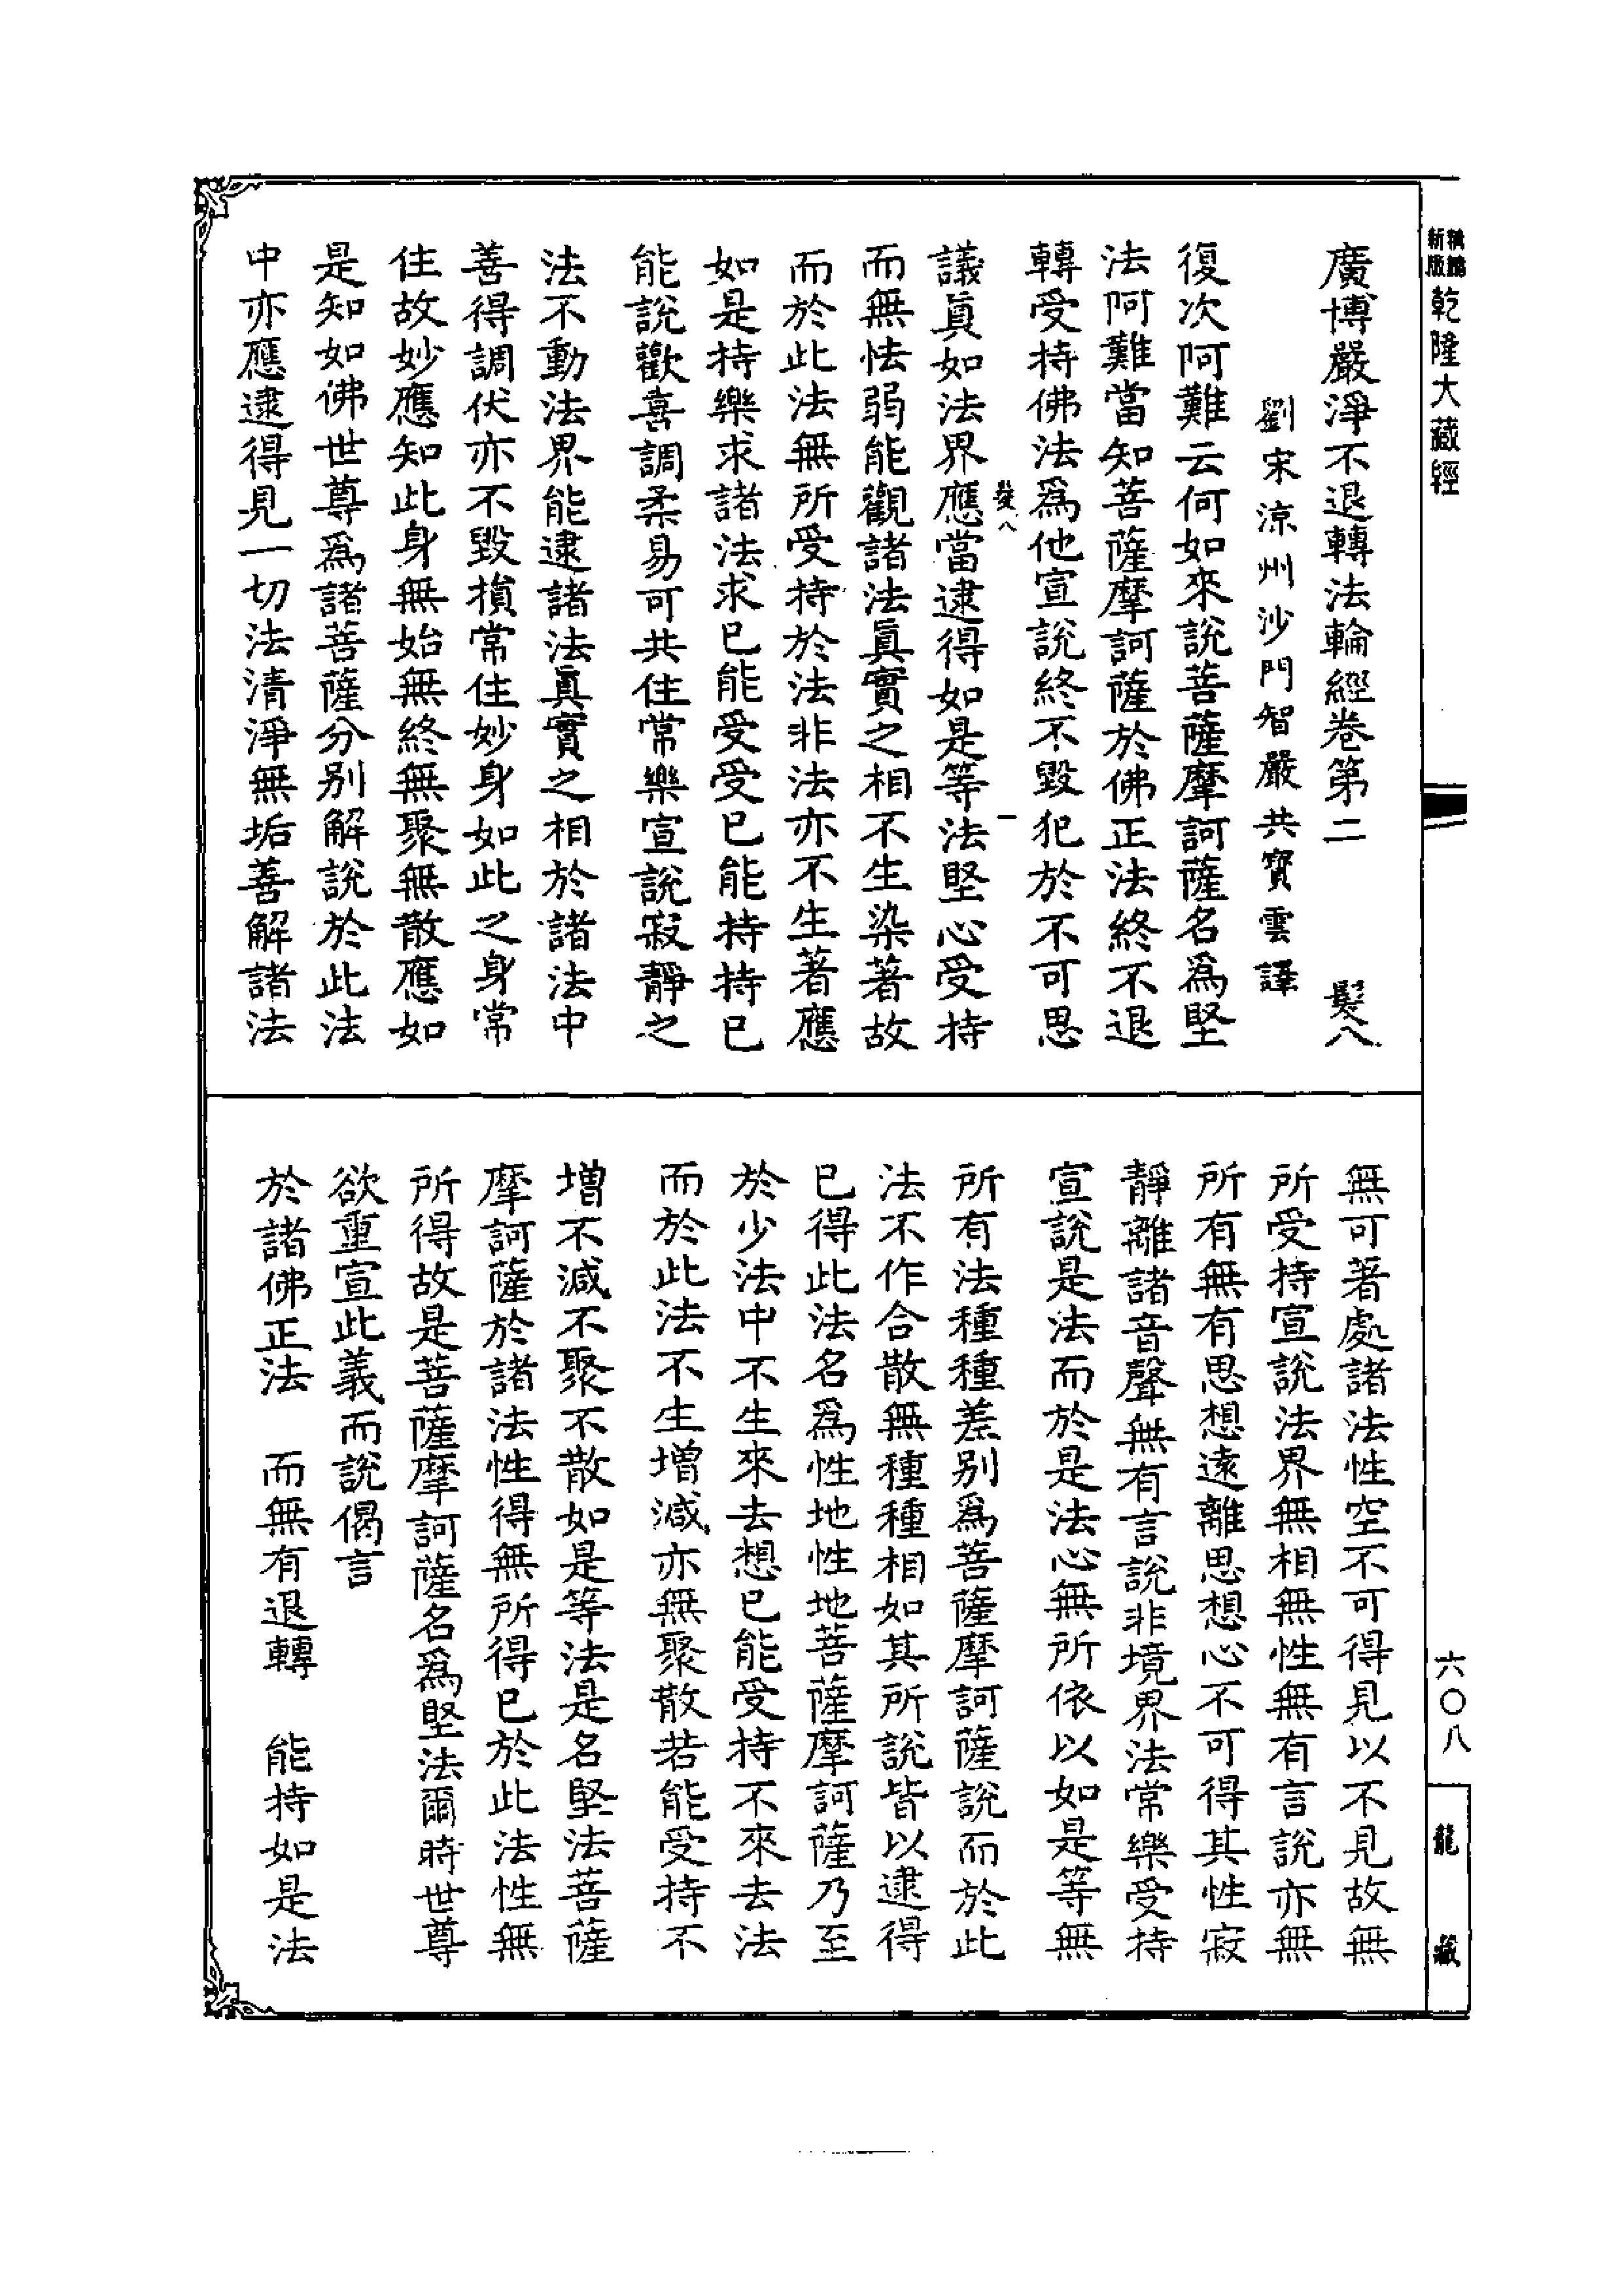 新版
乾隆大藏經
廣博嚴淨不退轉法輪經卷第二 髮八
劉宋涼州沙門智嚴共寶雲譯
復次阿難云何如來說菩薩摩訶薩名爲堅
法阿難當知菩薩摩訶薩於佛正法終不退
轉受持佛法爲他宣說終不毀犯於不可思
髮八 一
議眞如法界應當逮得如是等法堅心受持
而無怯弱能觀諸法眞實之相不生染著故
而於此法無所受持於法非法亦不生著應
如是持樂求諸法求已能受受已能持持已
能說歡喜調柔易可共住常樂宣說寂靜之
法不動法界能逮諸法眞實之相於諸法中
善得調伏亦不毀損常住妙身如此之身常
住故妙應知此身無始無終無聚無散應如
是知如佛世尊爲諸菩薩分別解說於此法
中亦應逮得見一切法清淨無垢善解諸法
無可著處諸法性空不可得見以不見故無
所受持宣說法界無相無性無有言說亦無
所有無有思想遠離思想心不可得其性寂
靜離諸音聲無有言說非境界法常樂受持
宣說是法而於是法心無所依以如是等無
所有法種種差別爲菩薩摩訶薩說而於此
法不作合散無種種相如其所說皆以逮得
已得此法名爲性地性地菩薩摩訶薩乃至
於少法中不生來去想已能受持不來去法
而於此法不生增減亦無聚散若能受持不
增不減不聚不散如是等法是名堅法菩薩
摩訶薩於諸法性得無所得已於此法性無
所得故是菩薩摩訶薩名爲堅法爾時世尊
欲重宣此義而說偈言
於諸佛正法 而無有退轉 能持如是法
六〇八
龍藏